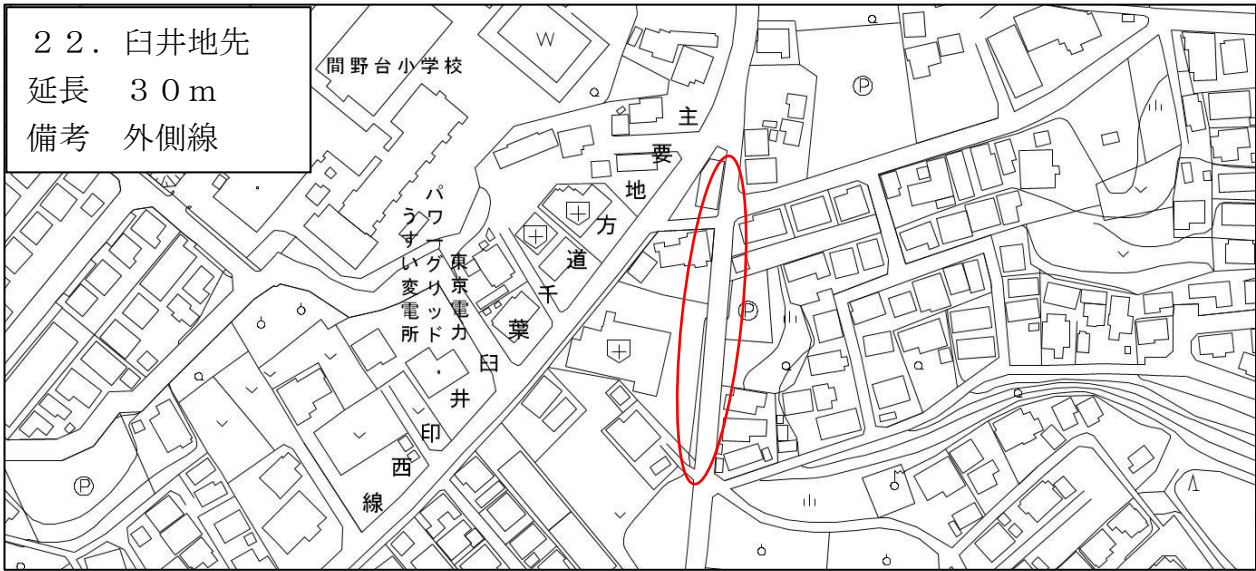 ２２．臼井地先
延長　３０ｍ
備考　外側線
間野台小学校
主要地方道千葉臼井印西線
東京電力
パワーグリッド
うすい変電所
W
P
P
P